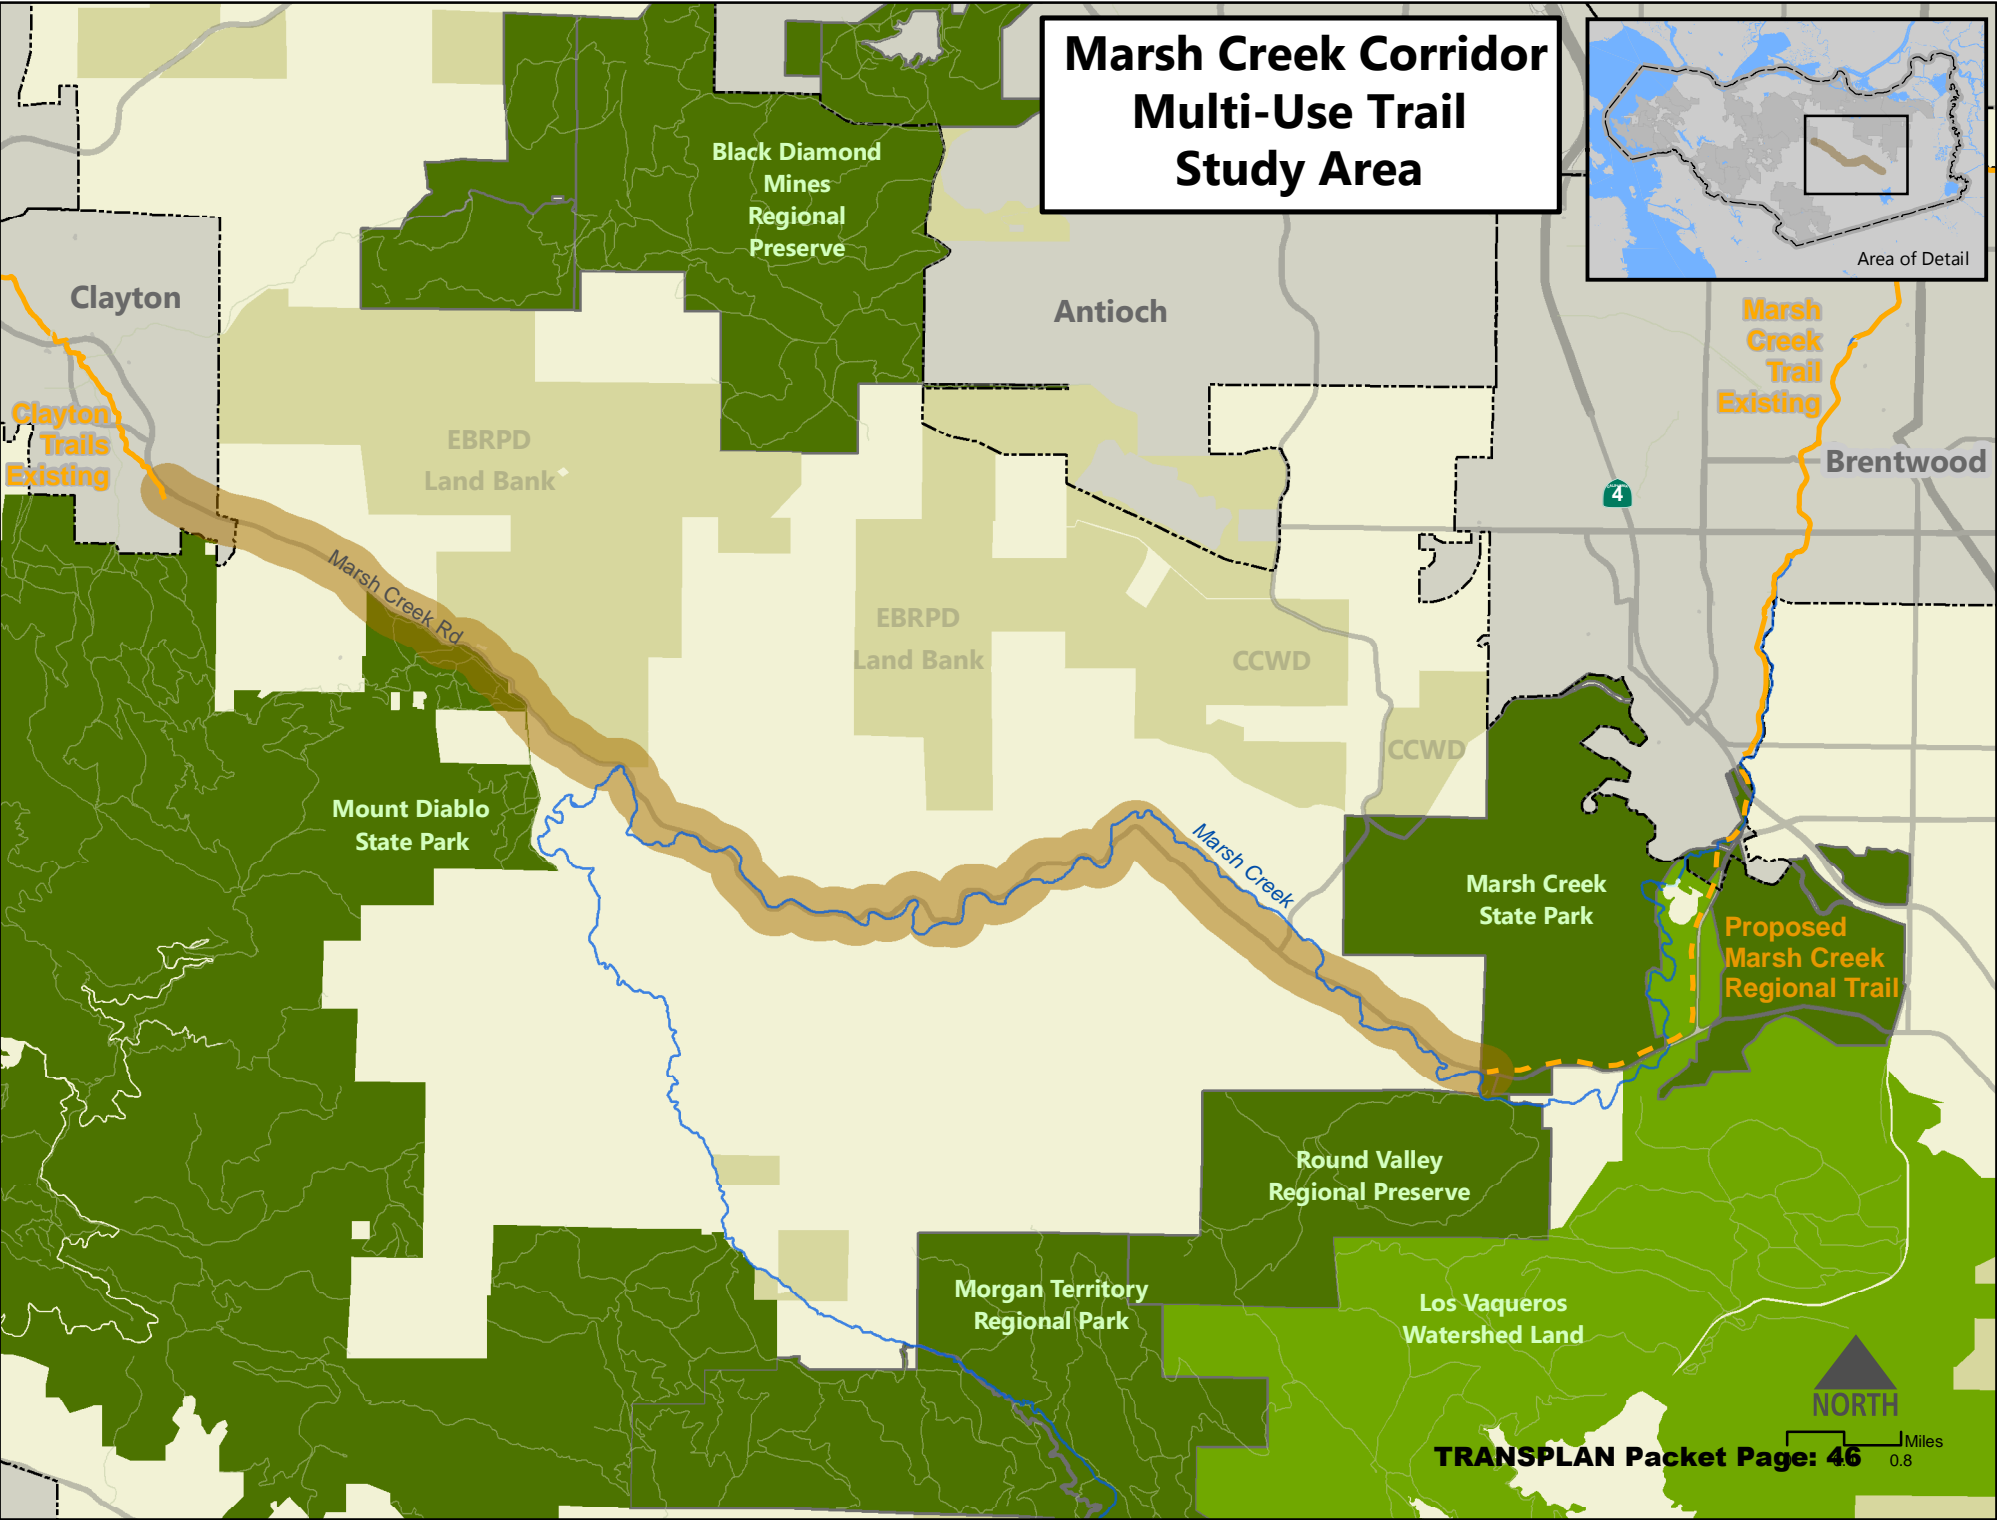 Marsh Creek Corridor
Multi-Use Trail
Study Area
Area of Detail
Black Diamond
Mines
Regional
Preserve
Clayton
Antioch
Marsh
Creek
Trail
Existing
Clayton
Trails
Existing
EBRPD
Land Bank
Brentwood
4
Marsh Creek Rd
EBRPD
Land Bank
CCWD
CCWD
Mount Diablo
State Park
Marsh Creek
Marsh Creek
State Park
Proposed
Marsh Creek
Regional Trail
Round Valley
Regional Preserve
Morgan Territory
Regional Park
Los Vaqueros
Watershed Land
NORTH
Miles
0.8
TRANSPLAN Packet Page: 46